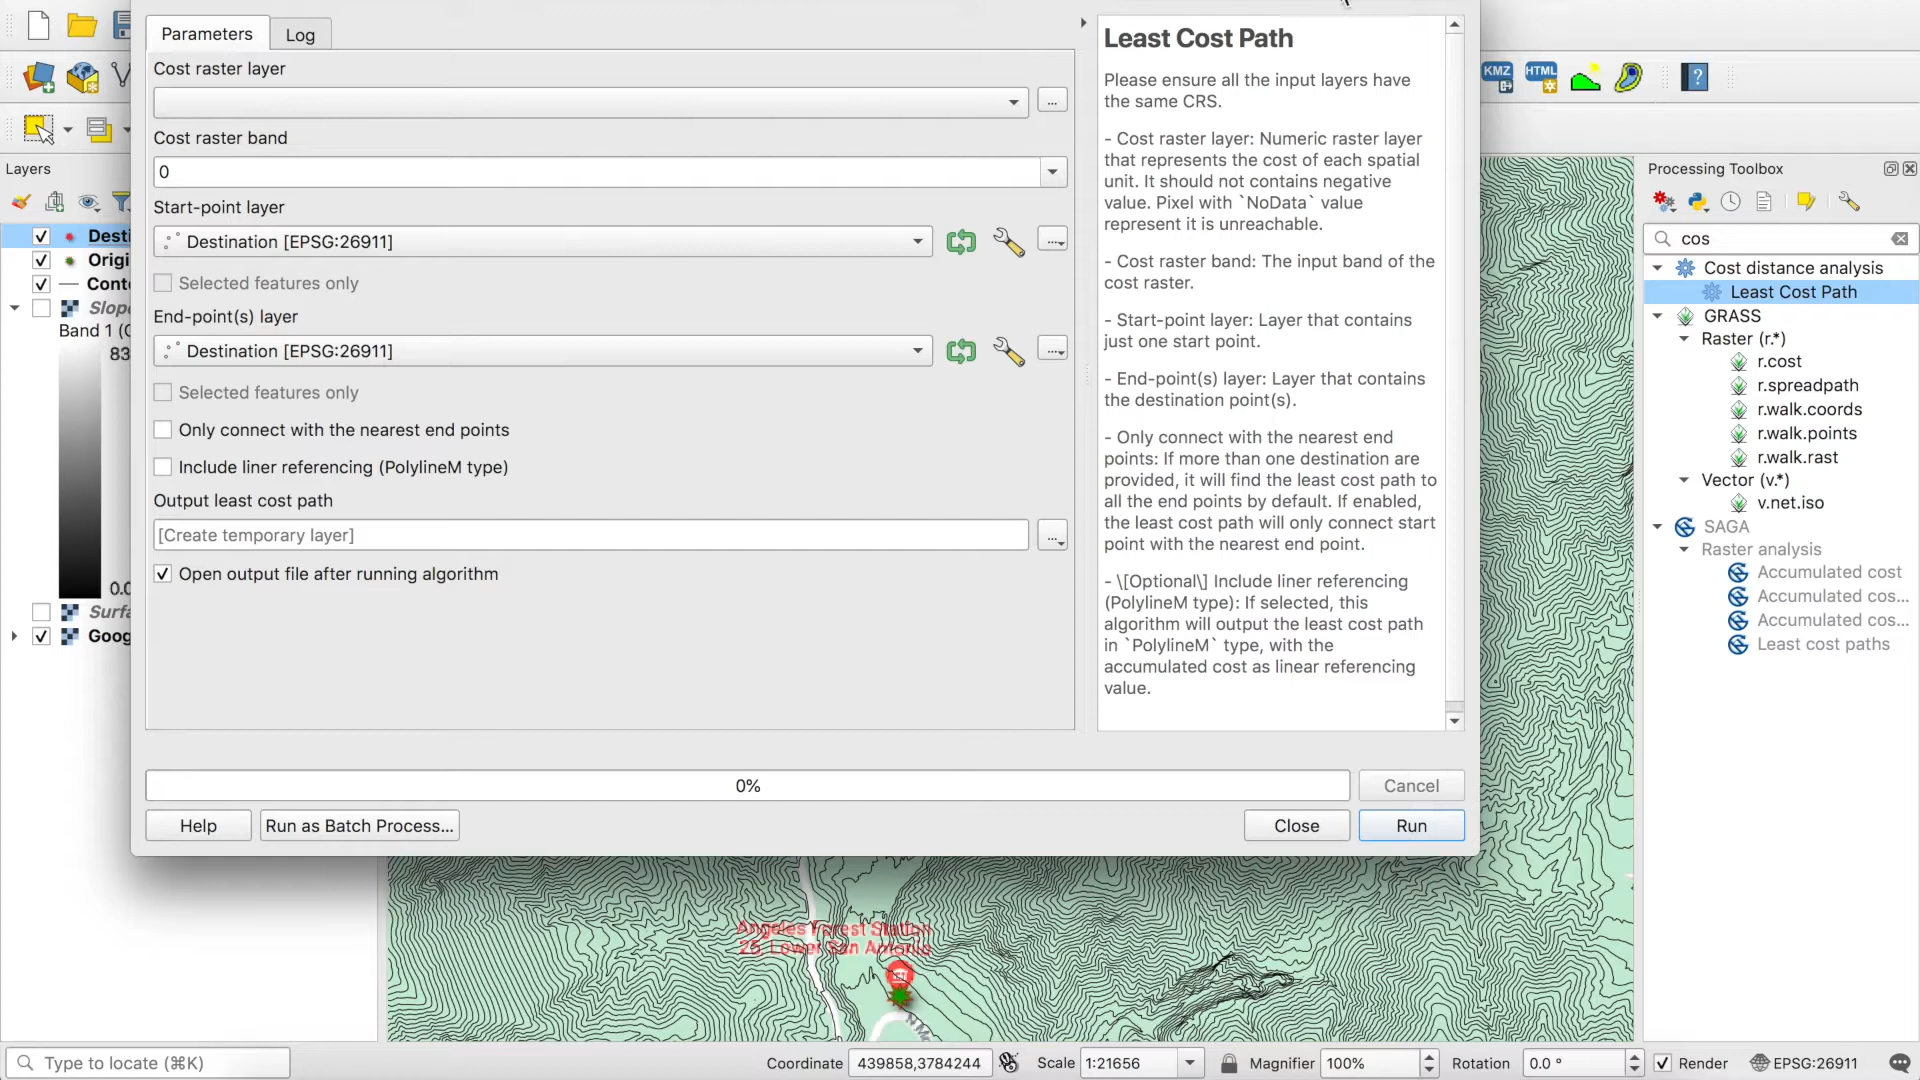 Parameters
Log
Cost raster layer
...
Cost raster band
0
Start-point layer
Destination [EPSG:26911]
...
Selected features only
End-point(s) layer
Destination [EPSG:26911]
...
Selected features only
Only connect with the nearest end points
Include liner referencing (PolylineM type)
Output least cost path
[Create temporary layer]
...
Open output file after running algorithm
0%
Cancel
Help
Run as Batch Process...
Close
Run
Least Cost Path
Please ensure all the input layers have
the same CRS.
- Cost raster layer: Numeric raster layer
that represents the cost of each spatial
unit. It should not contains negative
value. Pixel with `NoData` value
represent it is unreachable.
- Cost raster band: The input band of the
cost raster.
- Start-point layer: Layer that contains
just one start point.
- End-point(s) layer: Layer that contains
the destination point(s).
- Only connect with the nearest end
points: If more than one destination are
provided, it will find the least cost path to
all the end points by default. If enabled,
the least cost path will only connect start
point with the nearest end point.
- \[Optional\] Include liner referencing
(PolylineM type): If selected, this
algorithm will output the least cost path
in `PolylineM` type, with the
accumulated cost as linear referencing
value.
Layers
Desti
Origi
Conto
Slope
Band 1 (G
83
0.0
Surfa
Goog
KMZ
HTML
?
Processing Toolbox
cos
Cost distance analysis
Least Cost Path
GRASS
Raster (r.*)
r.cost
r.spreadpath
r.walk.coords
r.walk.points
r.walk.rast
Vector (v.*)
v.net.iso
SAGA
Raster analysis
Accumulated cost
Accumulated cos...
Accumulated cos...
Least cost paths
Angeles Forest Station
25, Lower San Antonio
Type to locate (⌘K)
Coordinate
439858,3784244
Scale
1:21656
Magnifier
100%
Rotation
0.0 °
Render
EPSG:26911